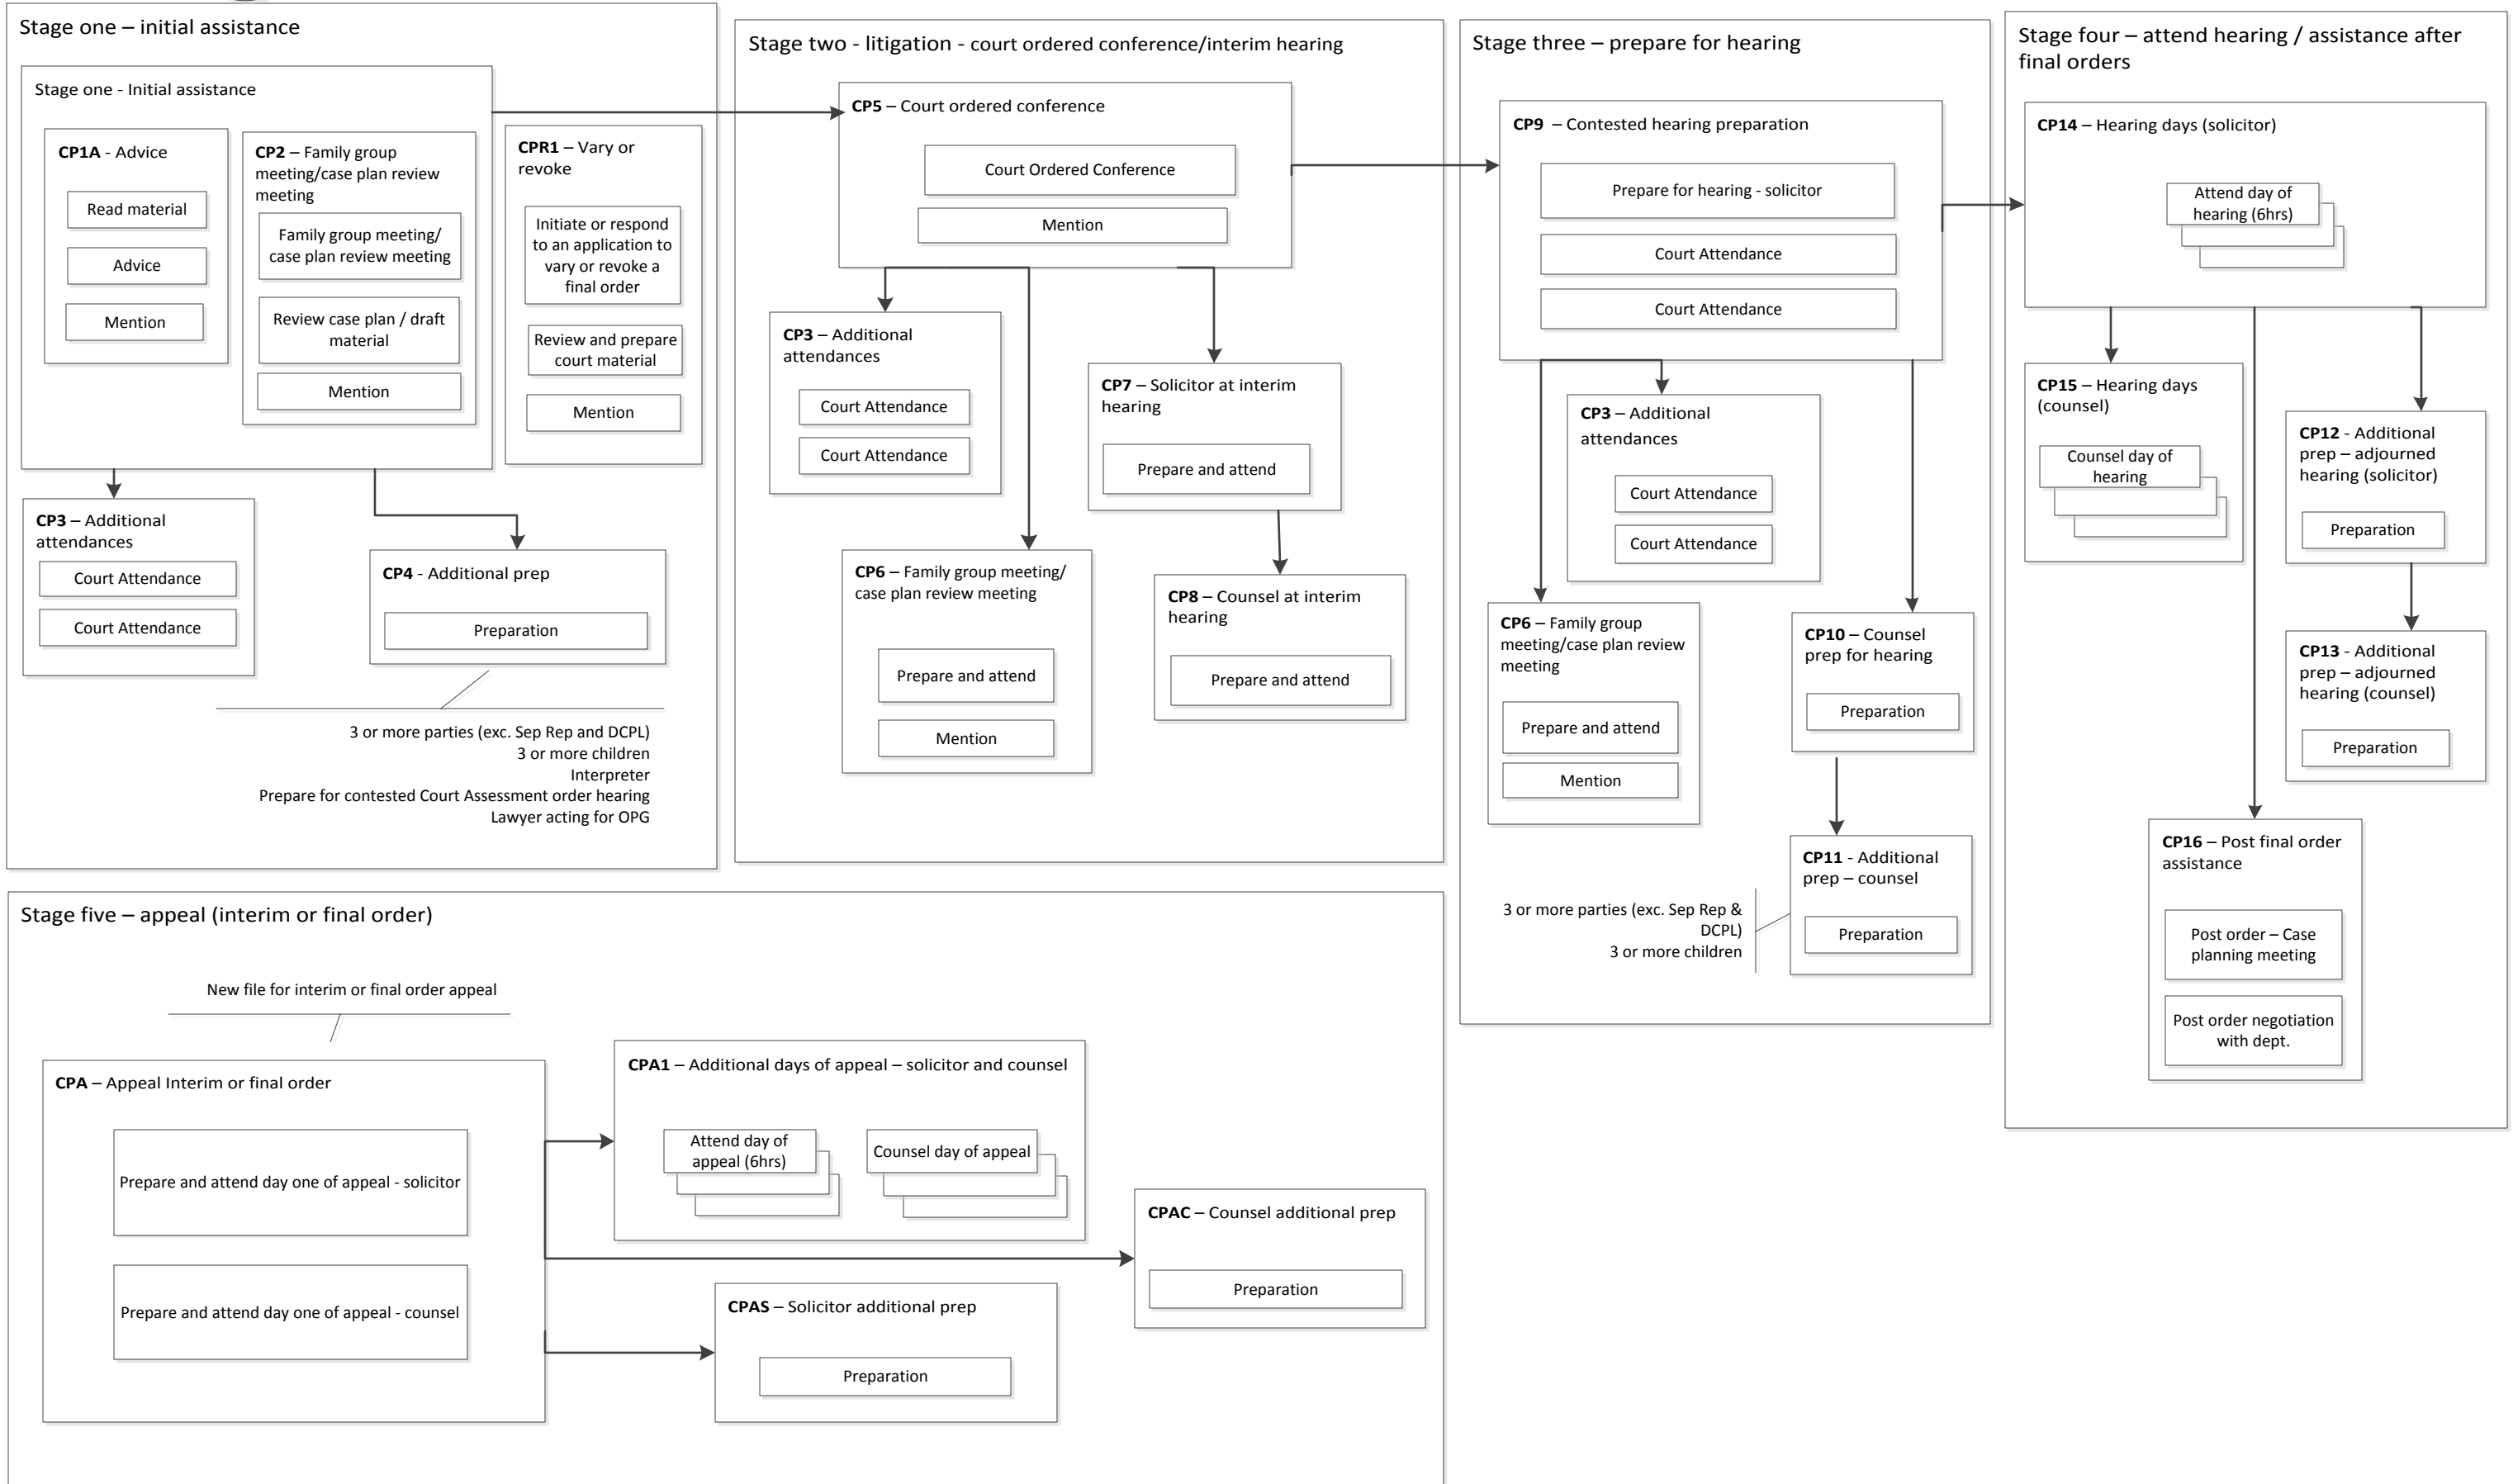 Stage one – initial assistance
Stage one - Initial assistance
CP1A - Advice
Read material
Advice
Mention
CP2 – Family group
meeting/case plan review
meeting
Family group meeting/
case plan review meeting
Review case plan / draft
material
Mention
CPR1 – Vary or
revoke
Initiate or respond
to an application to
vary or revoke a
final order
Review and prepare
court material
Mention
CP3 – Additional
attendances
Court Attendance
Court Attendance
CP4 - Additional prep
Preparation
3 or more parties (exc. Sep Rep and DCPL)
3 or more children
Interpreter
Prepare for contested Court Assessment order hearing
Lawyer acting for OPG
Stage two - litigation - court ordered conference/interim hearing
CP5 – Court ordered conference
Court Ordered Conference
Mention
CP3 – Additional
attendances
Court Attendance
Court Attendance
CP7 – Solicitor at interim
hearing
Prepare and attend
CP6 – Family group meeting/
case plan review meeting
Prepare and attend
Mention
CP8 – Counsel at interim
hearing
Prepare and attend
Stage three – prepare for hearing
CP9 – Contested hearing preparation
Prepare for hearing - solicitor
Court Attendance
Court Attendance
CP3 – Additional
attendances
Court Attendance
Court Attendance
CP6 – Family group
meeting/case plan review
meeting
Prepare and attend
Mention
CP10 – Counsel
prep for hearing
Preparation
CP11 - Additional
prep – counsel
Preparation
3 or more parties (exc. Sep Rep &
DCPL)
3 or more children
Stage four – attend hearing / assistance after
final orders
CP14 – Hearing days (solicitor)
Attend day of
hearing (6hrs)
CP15 – Hearing days
(counsel)
Counsel day of
hearing
CP12 - Additional
prep – adjourned
hearing (solicitor)
Preparation
CP13 - Additional
prep – adjourned
hearing (counsel)
Preparation
CP16 – Post final order
assistance
Post order – Case
planning meeting
Post order negotiation
with dept.
Stage five – appeal (interim or final order)
New file for interim or final order appeal
CPA – Appeal Interim or final order
Prepare and attend day one of appeal - solicitor
Prepare and attend day one of appeal - counsel
CPA1 – Additional days of appeal – solicitor and counsel
Attend day of
appeal (6hrs)
Counsel day of appeal
CPAC – Counsel additional prep
Preparation
CPAS – Solicitor additional prep
Preparation